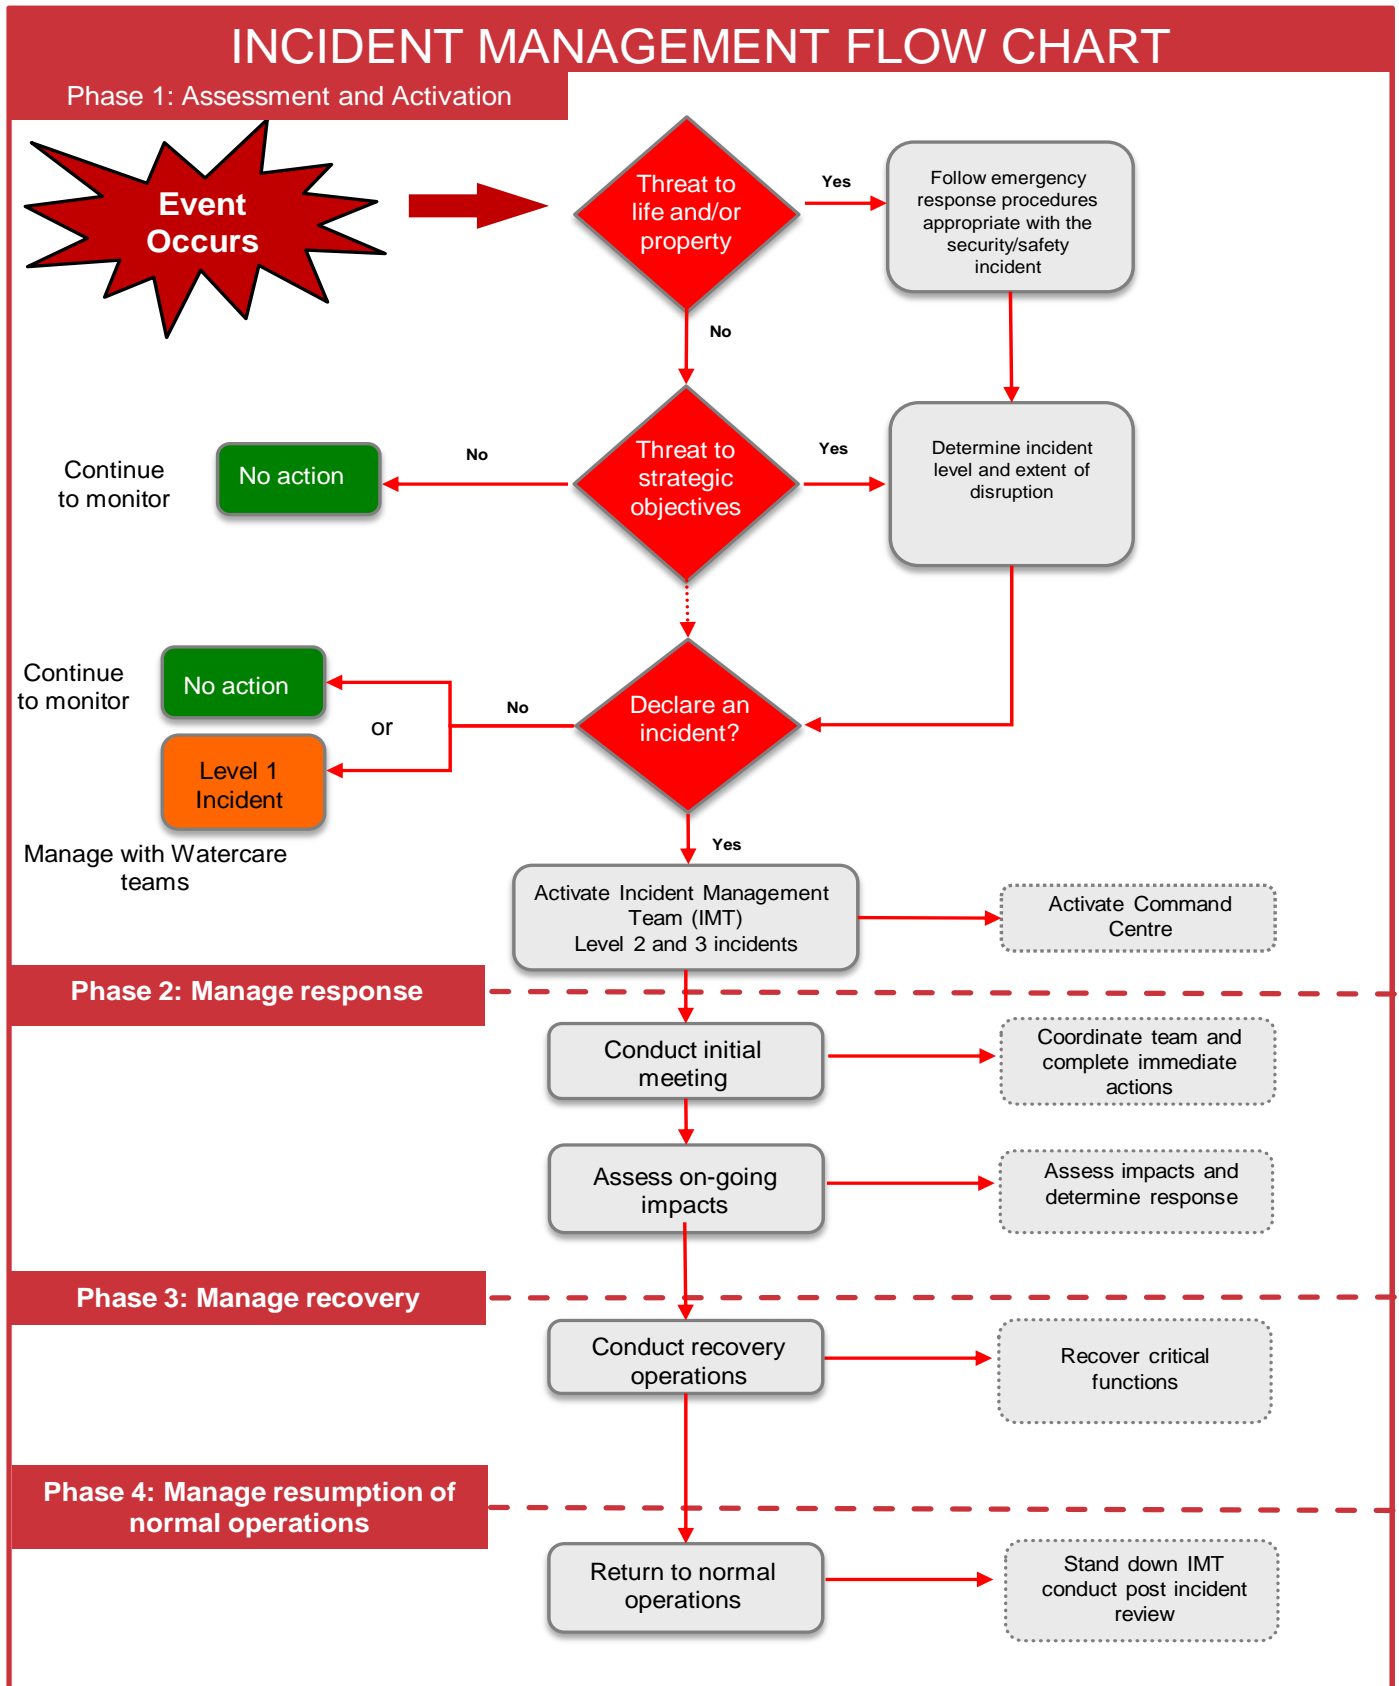 INCIDENT MANAGEMENT FLOW CHART
Phase 1: Assessment and Activation
Event
Occurs
Threat to
life and/or
property
Yes
Follow emergency
response procedures
appropriate with the
security/safety
incident
No
Continue
to monitor
No action
No
Threat to
strategic
objectives
Yes
Determine incident
level and extent of
disruption
Continue
to monitor
No action
or
Level 1
Incident
Manage with Watercare
teams
No
Declare an
incident?
Yes
Activate Incident Management
Team (IMT)
Level 2 and 3 incidents
Activate Command
Centre
Phase 2: Manage response
Conduct initial
meeting
Coordinate team and
complete immediate
actions
Assess on-going
impacts
Assess impacts and
determine response
Phase 3: Manage recovery
Conduct recovery
operations
Recover critical
functions
Phase 4: Manage resumption of
normal operations
Return to normal
operations
Stand down IMT
conduct post incident
review